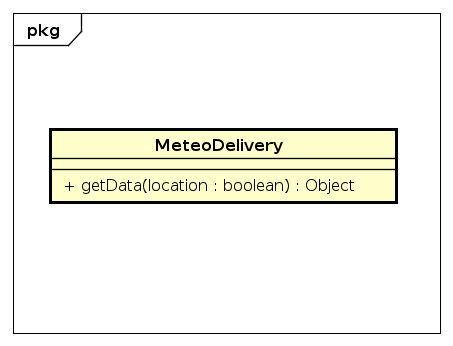 pkg
MeteoDelivery
+ getData(location : boolean) : Object